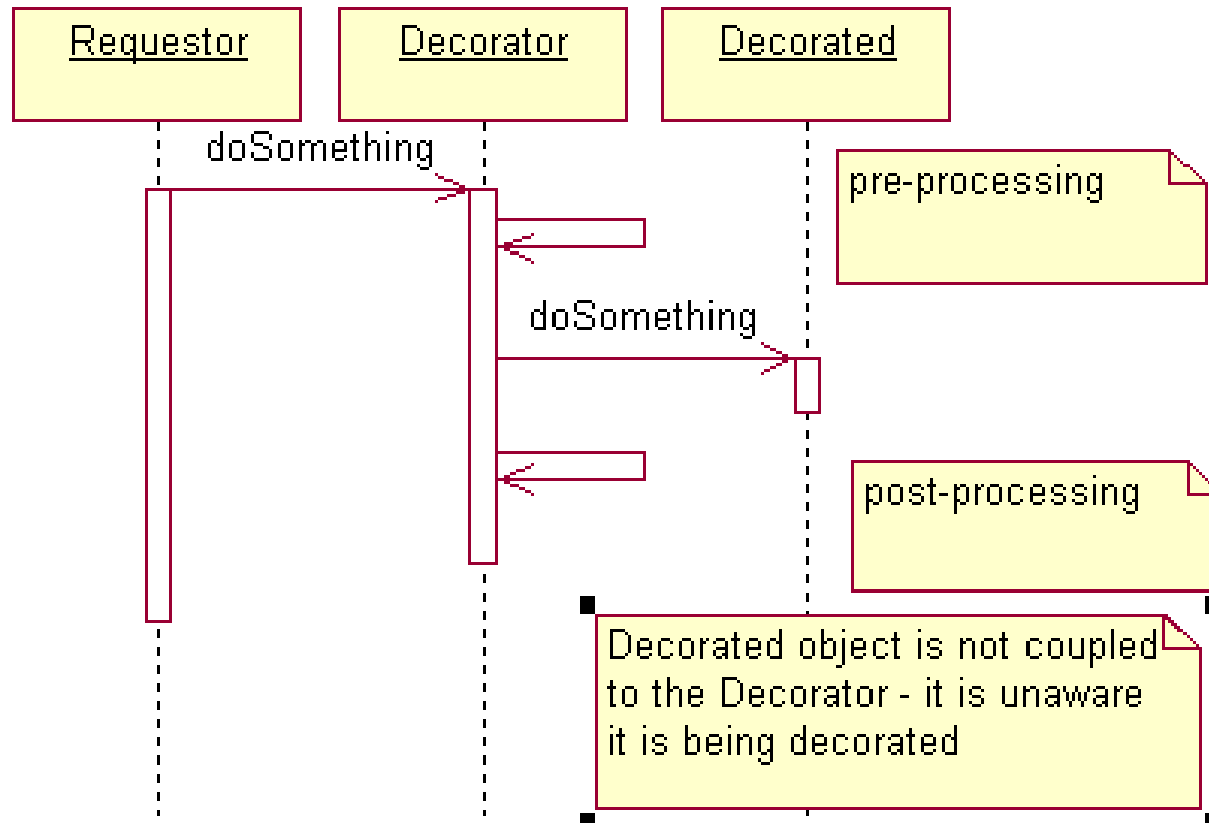 Requestor
Decorator
Decorated
doSomething
pre-processing
doSomething
post-processing
Decorated object is not coupled
to the Decorator - it is unaware
it is being decorated